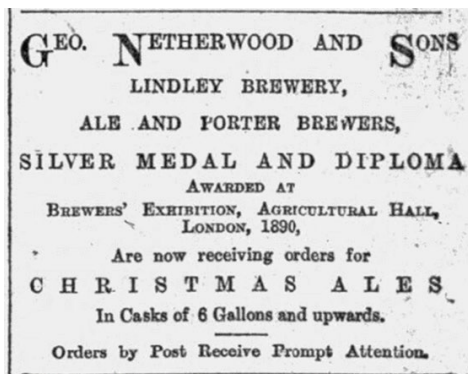 GEO. NETHERWOOD AND SONS
LINDLEY BREWERY,
ALE AND PORTER BREWERS,
SILVER MEDAL AND DIPLOMA
AWARDED AT
BREWERS' EXHIBITION, AGRICULTURAL HALL,
LONDON, 1890,
Are now receiving orders for
CHRISTMAS ALES
In Casks of 6 Gallons and upwards.
Orders by Post Receive Prompt Attention.